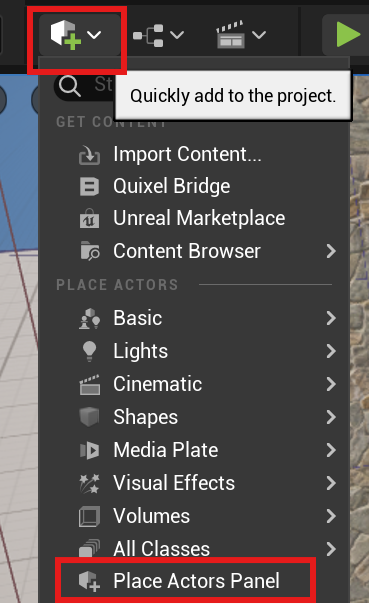 St
Quickly add to the project.
GET CONTENT
Import Content...
Quixel Bridge
Unreal Marketplace
Content Browser
PLACE ACTORS
Basic
Lights
Cinematic
Shapes
Media Plate
Visual Effects
Volumes
All Classes
Place Actors Panel